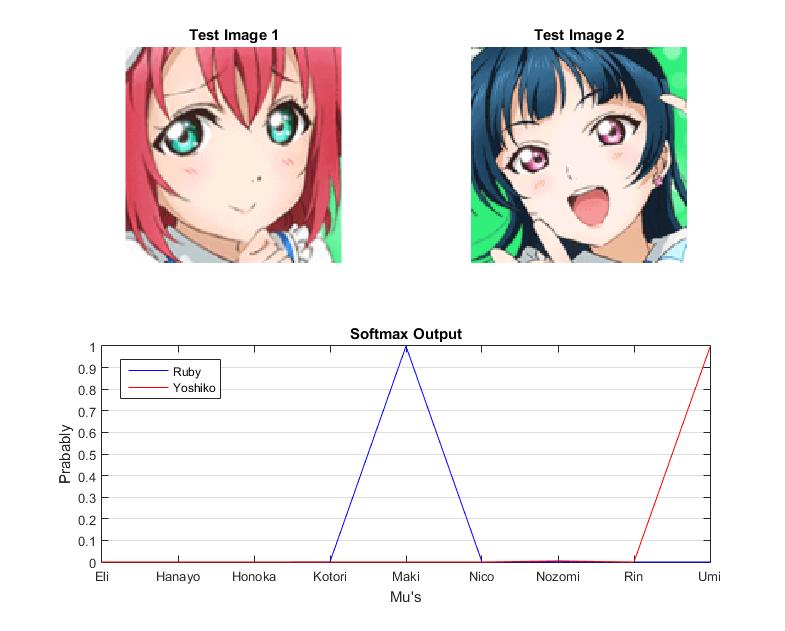 Test Image 1
Test Image 2
Softmax Output
1
0.9
0.8
0.7
0.6
0.5
0.4
0.3
0.2
0.1
0
Prabably
Ruby
Yoshiko
Eli Hanayo Honoka Kotori Maki Nico Nozomi Rin Umi
Mu's